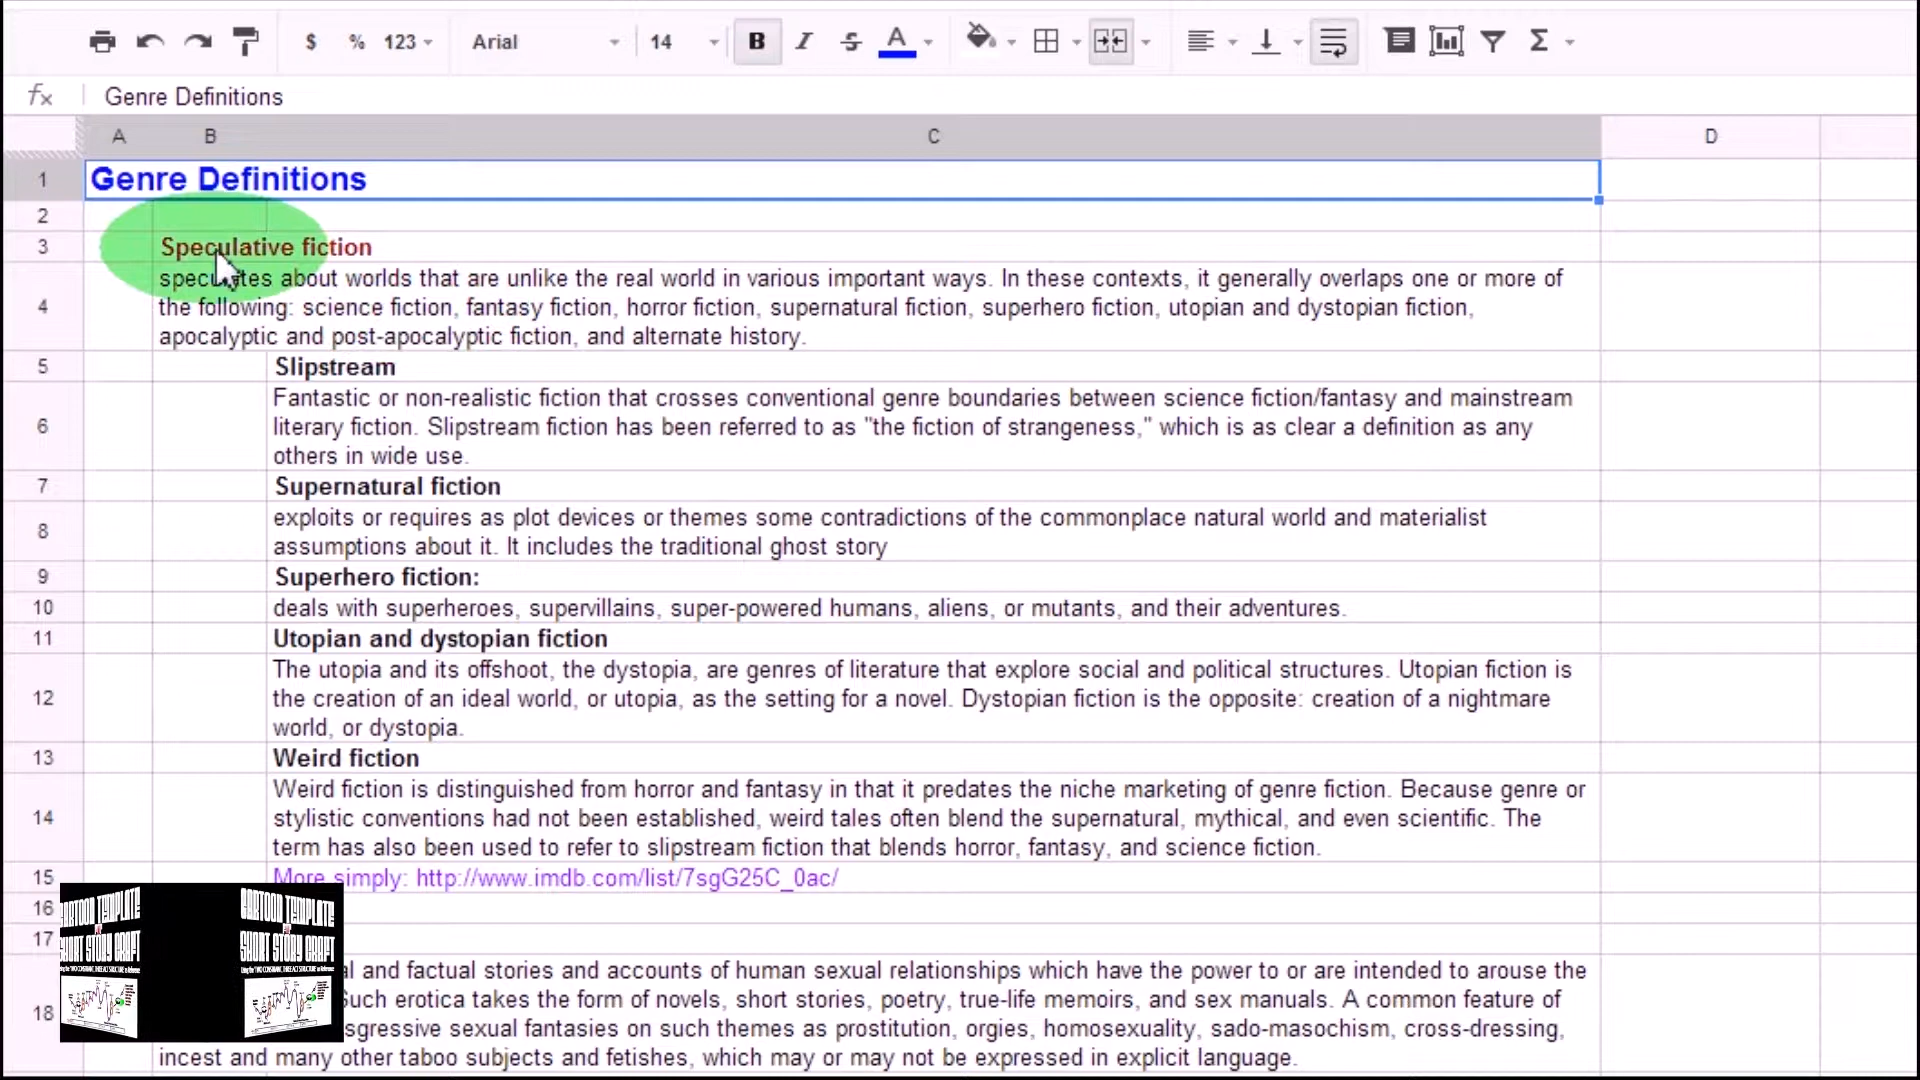 $ % 123 Arial 14 B I S A Σ
fx Genre Definitions
A B C D
1 Genre Definitions
2
3 Speculative fiction
speculates about worlds that are unlike the real world in various important ways. In these contexts, it generally overlaps one or more of
4 the following: science fiction, fantasy fiction, horror fiction, supernatural fiction, superhero fiction, utopian and dystopian fiction,
apocalyptic and post-apocalyptic fiction, and alternate history.
5 Slipstream
Fantastic or non-realistic fiction that crosses conventional genre boundaries between science fiction/fantasy and mainstream
6 literary fiction. Slipstream fiction has been referred to as "the fiction of strangeness," which is as clear a definition as any
others in wide use.
7 Supernatural fiction
exploits or requires as plot devices or themes some contradictions of the commonplace natural world and materialist
8
assumptions about it. It includes the traditional ghost story
9 Superhero fiction:
10 deals with superheroes, supervillains, super-powered humans, aliens, or mutants, and their adventures.
11 Utopian and dystopian fiction
The utopia and its offshoot, the dystopia, are genres of literature that explore social and political structures. Utopian fiction is
12 the creation of an ideal world, or utopia, as the setting for a novel. Dystopian fiction is the opposite: creation of a nightmare
world, or dystopia.
13 Weird fiction
Weird fiction is distinguished from horror and fantasy in that it predates the niche marketing of genre fiction. Because genre or
14 stylistic conventions had not been established, weird tales often blend the supernatural, mythical, and even scientific. The
term has also been used to refer to slipstream fiction that blends horror, fantasy, and science fiction.
15 More simply: http://www.imdb.com/list/7sgG25C_0ac/
16
17
al and factual stories and accounts of human sexual relationships which have the power to or are intended to arouse the
Such erotica takes the form of novels, short stories, poetry, true-life memoirs, and sex manuals. A common feature of
18 sgressive sexual fantasies on such themes as prostitution, orgies, homosexuality, sado-masochism, cross-dressing,
incest and many other taboo subjects and fetishes, which may or may not be expressed in explicit language.
CARTOON TEMPLATE
SHORT STORY CRAFT